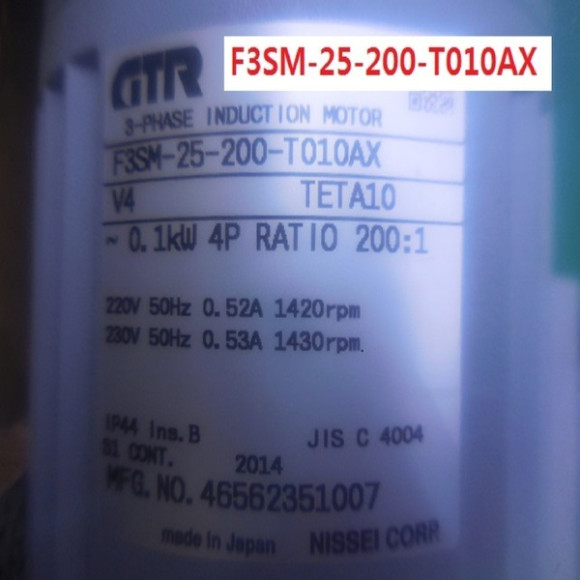 F3SM-25-200-T010AX
GTR
3-PHASE INDUCTION MOTOR
F3SM-25-200-T010AX
V4 TETA10
~ 0.1kW 4P RATIO 200:1
220V 50Hz 0.52A 1420rpm
230V 50Hz 0.53A 1430rpm.
IP44 Ins.B JIS C 4004
S1 CONT. 2014
MFG.NO.46562351007
made in Japan NISSEI CORP